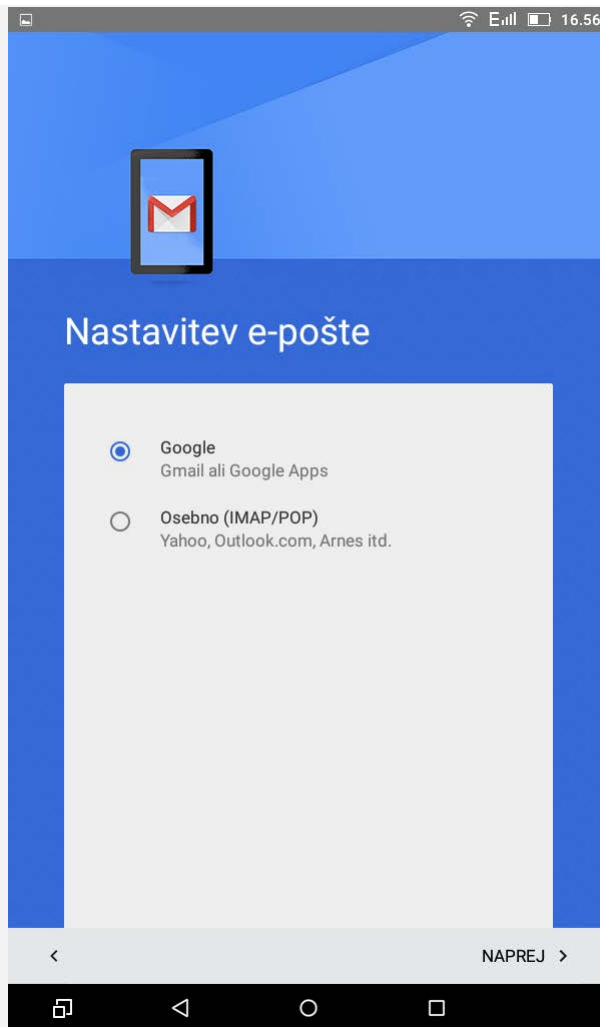 E 16.56
Nastavitev e-pošte
Google
Gmail ali Google Apps
Osebno (IMAP/POP)
Yahoo, Outlook.com, Arnes itd.
NAPREJ